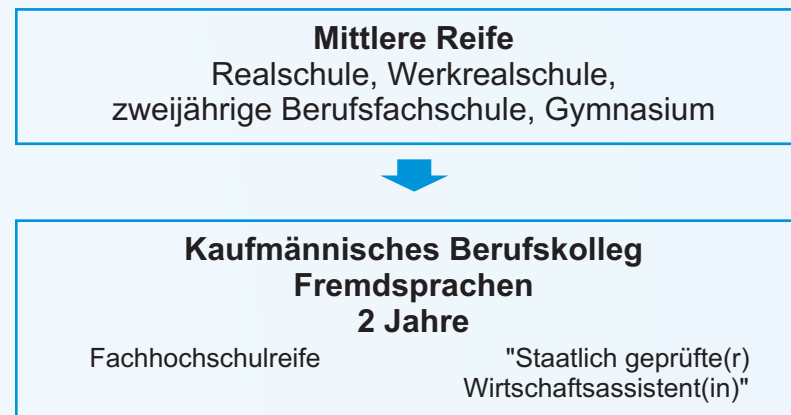 Mittlere Reife
Realschule, Werkrealschule,
zweijährige Berufsfachschule, Gymnasium
Kaufmännisches Berufskolleg
Fremdsprachen
2 Jahre
Fachhochschulreife
"Staatlich geprüfte(r)
Wirtschaftsassistent(in)"